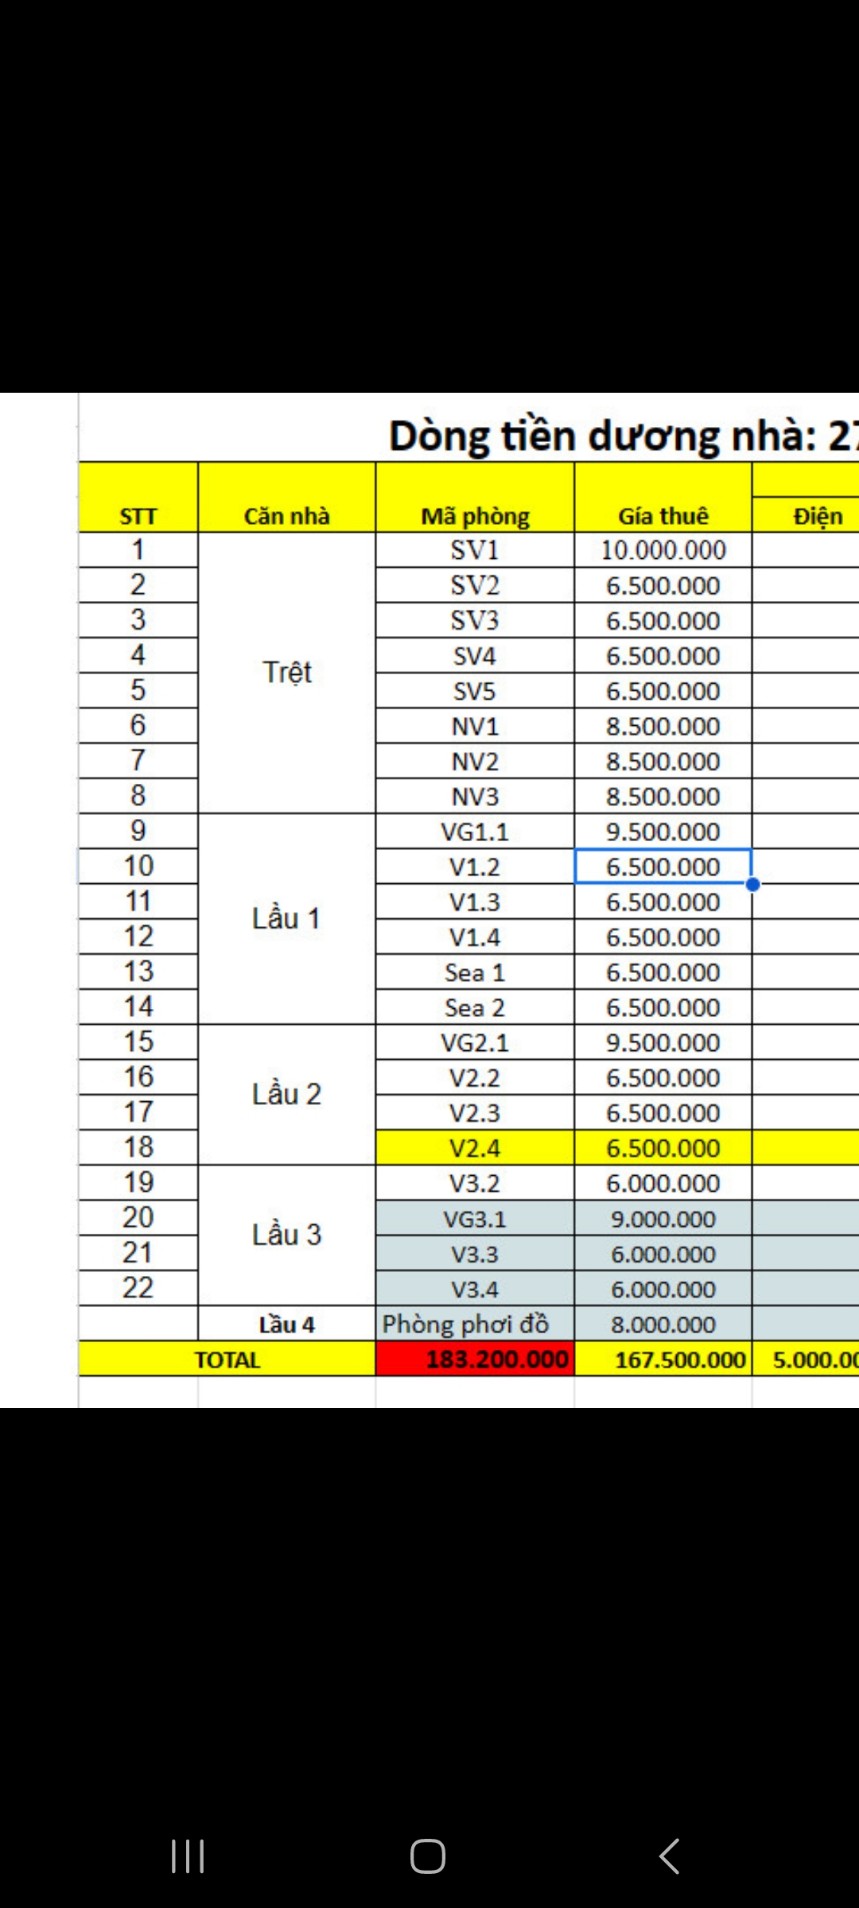 Dòng tiền dương nhà: 27
STT Căn nhà Mã phòng Gía thuê Điện
1 SV1 10.000.000
2 SV2 6.500.000
3 SV3 6.500.000
4 SV4 6.500.000
Trệt
5 SV5 6.500.000
6 NV1 8.500.000
7 NV2 8.500.000
8 NV3 8.500.000
9 VG1.1 9.500.000
10 V1.2 6.500.000
11 V1.3 6.500.000
Lầu 1
12 V1.4 6.500.000
13 Sea 1 6.500.000
14 Sea 2 6.500.000
15 VG2.1 9.500.000
16 V2.2 6.500.000
Lầu 2
17 V2.3 6.500.000
18 V2.4 6.500.000
19 V3.2 6.000.000
20 VG3.1 9.000.000
Lầu 3
21 V3.3 6.000.000
22 V3.4 6.000.000
Lầu 4 Phòng phơi đồ 8.000.000
TOTAL 183.200.000 167.500.000 5.000.00